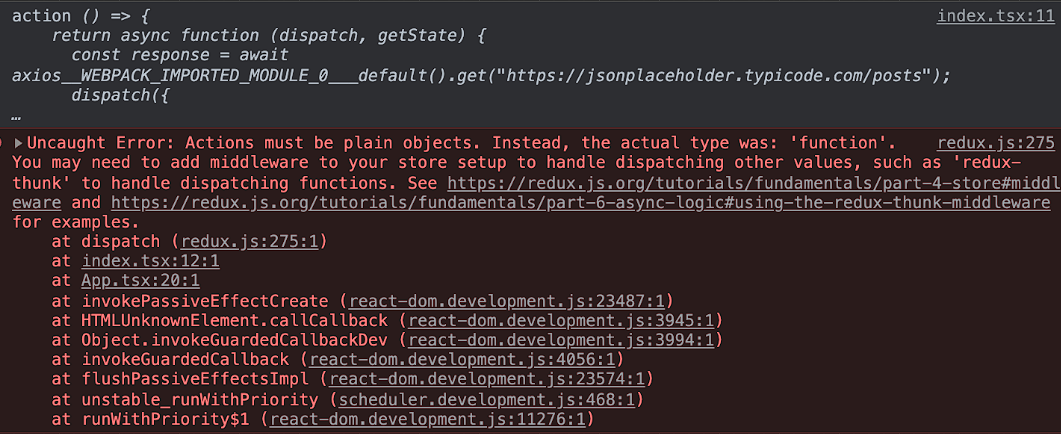 action () => { index.tsx:11
return async function (dispatch, getState) {
const response = await
axios__WEBPACK_IMPORTED_MODULE_0___default().get("https://jsonplaceholder.typicode.com/posts");
dispatch({
…
▶Uncaught Error: Actions must be plain objects. Instead, the actual type was: 'function'. redux.js:275
You may need to add middleware to your store setup to handle dispatching other values, such as 'redux-
thunk' to handle dispatching functions. See https://redux.js.org/tutorials/fundamentals/part-4-store#middl
eware and https://redux.js.org/tutorials/fundamentals/part-6-async-logic#using-the-redux-thunk-middleware
for examples.
at dispatch (redux.js:275:1)
at index.tsx:12:1
at App.tsx:20:1
at invokePassiveEffectCreate (react-dom.development.js:23487:1)
at HTMLUnknownElement.callCallback (react-dom.development.js:3945:1)
at Object.invokeGuardedCallbackDev (react-dom.development.js:3994:1)
at invokeGuardedCallback (react-dom.development.js:4056:1)
at flushPassiveEffectsImpl (react-dom.development.js:23574:1)
at unstable_runWithPriority (scheduler.development.js:468:1)
at runWithPriority$1 (react-dom.development.js:11276:1)